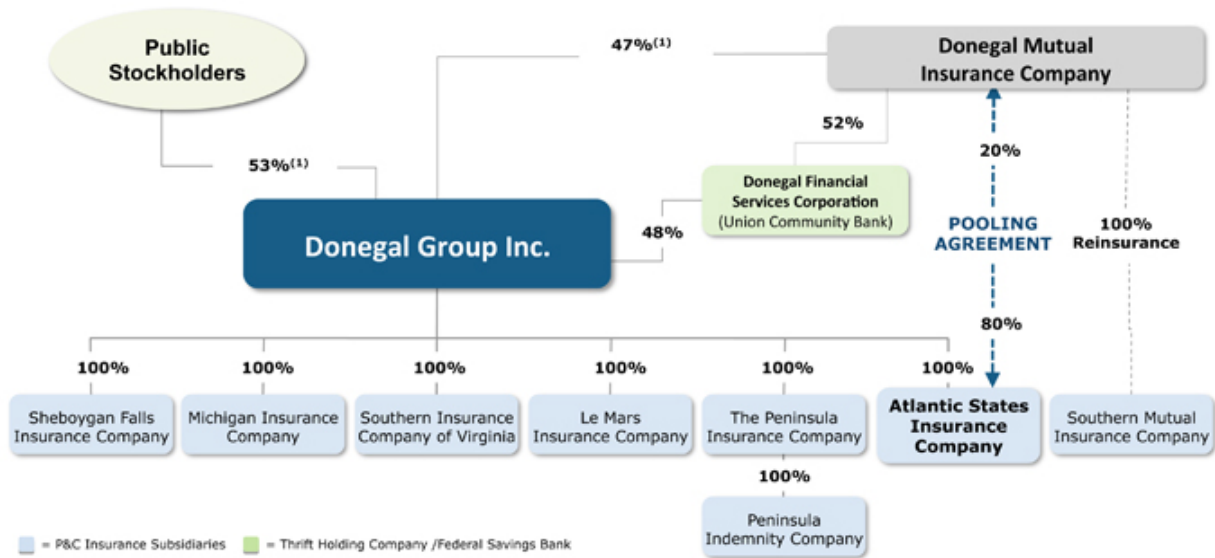 Public
Stockholders
47%(1)
Donegal Mutual
Insurance Company
52%
20%
53%(1)
Donegal Financial
Services Corporation
(Union Community Bank)
Donegal Group Inc.
48%
POOLING
AGREEMENT
100%
Reinsurance
80%
100%
100%
100%
100%
100%
100%
Sheboygan Falls
Insurance Company
Michigan Insurance
Company
Southern Insurance
Company of Virginia
Le Mars
Insurance Company
The Peninsula
Insurance Company
Atlantic States
Insurance
Company
Southern Mutual
Insurance Company
100%
Peninsula
Indemnity Company
= P&C Insurance Subsidiaries
= Thrift Holding Company /Federal Savings Bank